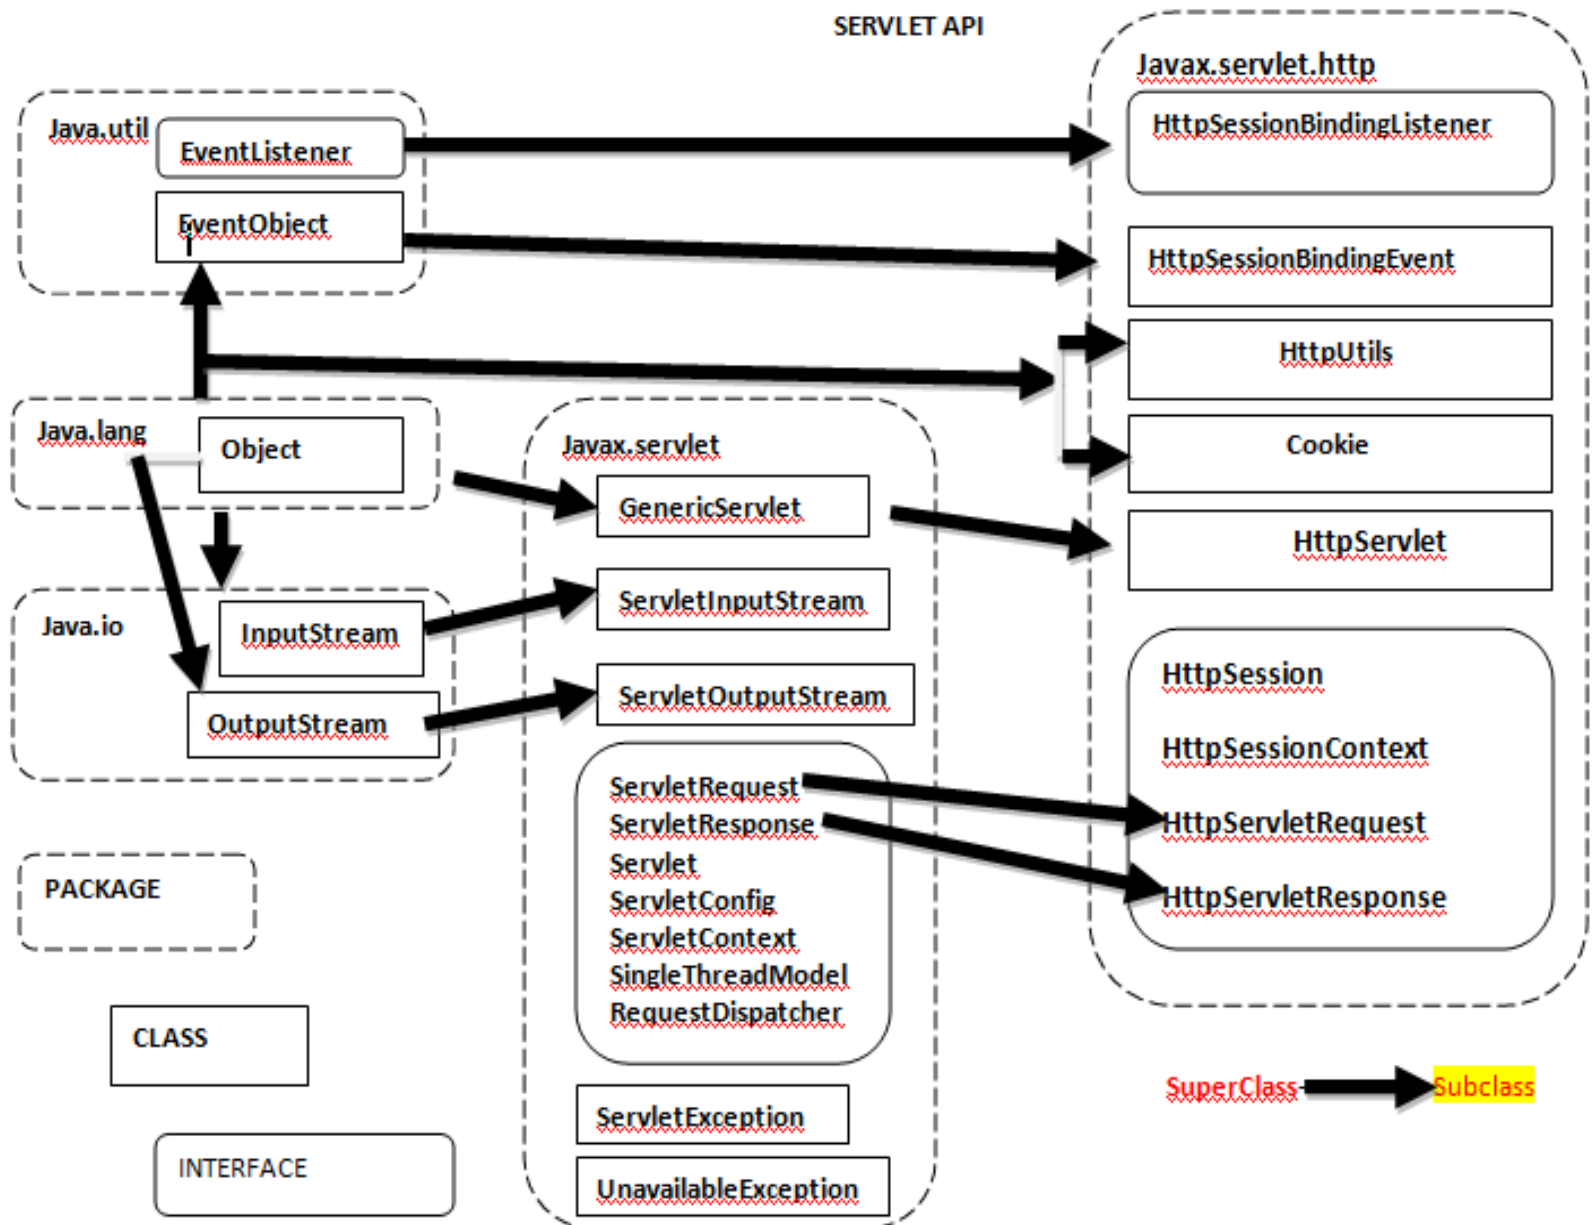 SERVLET API
Java.util
EventListener
EventObject
Java.lang
Object
Java.io
InputStream
OutputStream
PACKAGE
CLASS
INTERFACE
Javax.servlet
GenericServlet
ServletInputStream
ServletOutputStream
ServletRequest
ServletResponse
Servlet
ServletConfig
ServletContext
SingleThreadModel
RequestDispatcher
ServletException
UnavailableException
Javax.servlet.http
HttpSessionBindingListener
HttpSessionBindingEvent
HttpUtils
Cookie
HttpServlet
HttpSession
HttpSessionContext
HttpServletRequest
HttpServletResponse
SuperClass Subclass